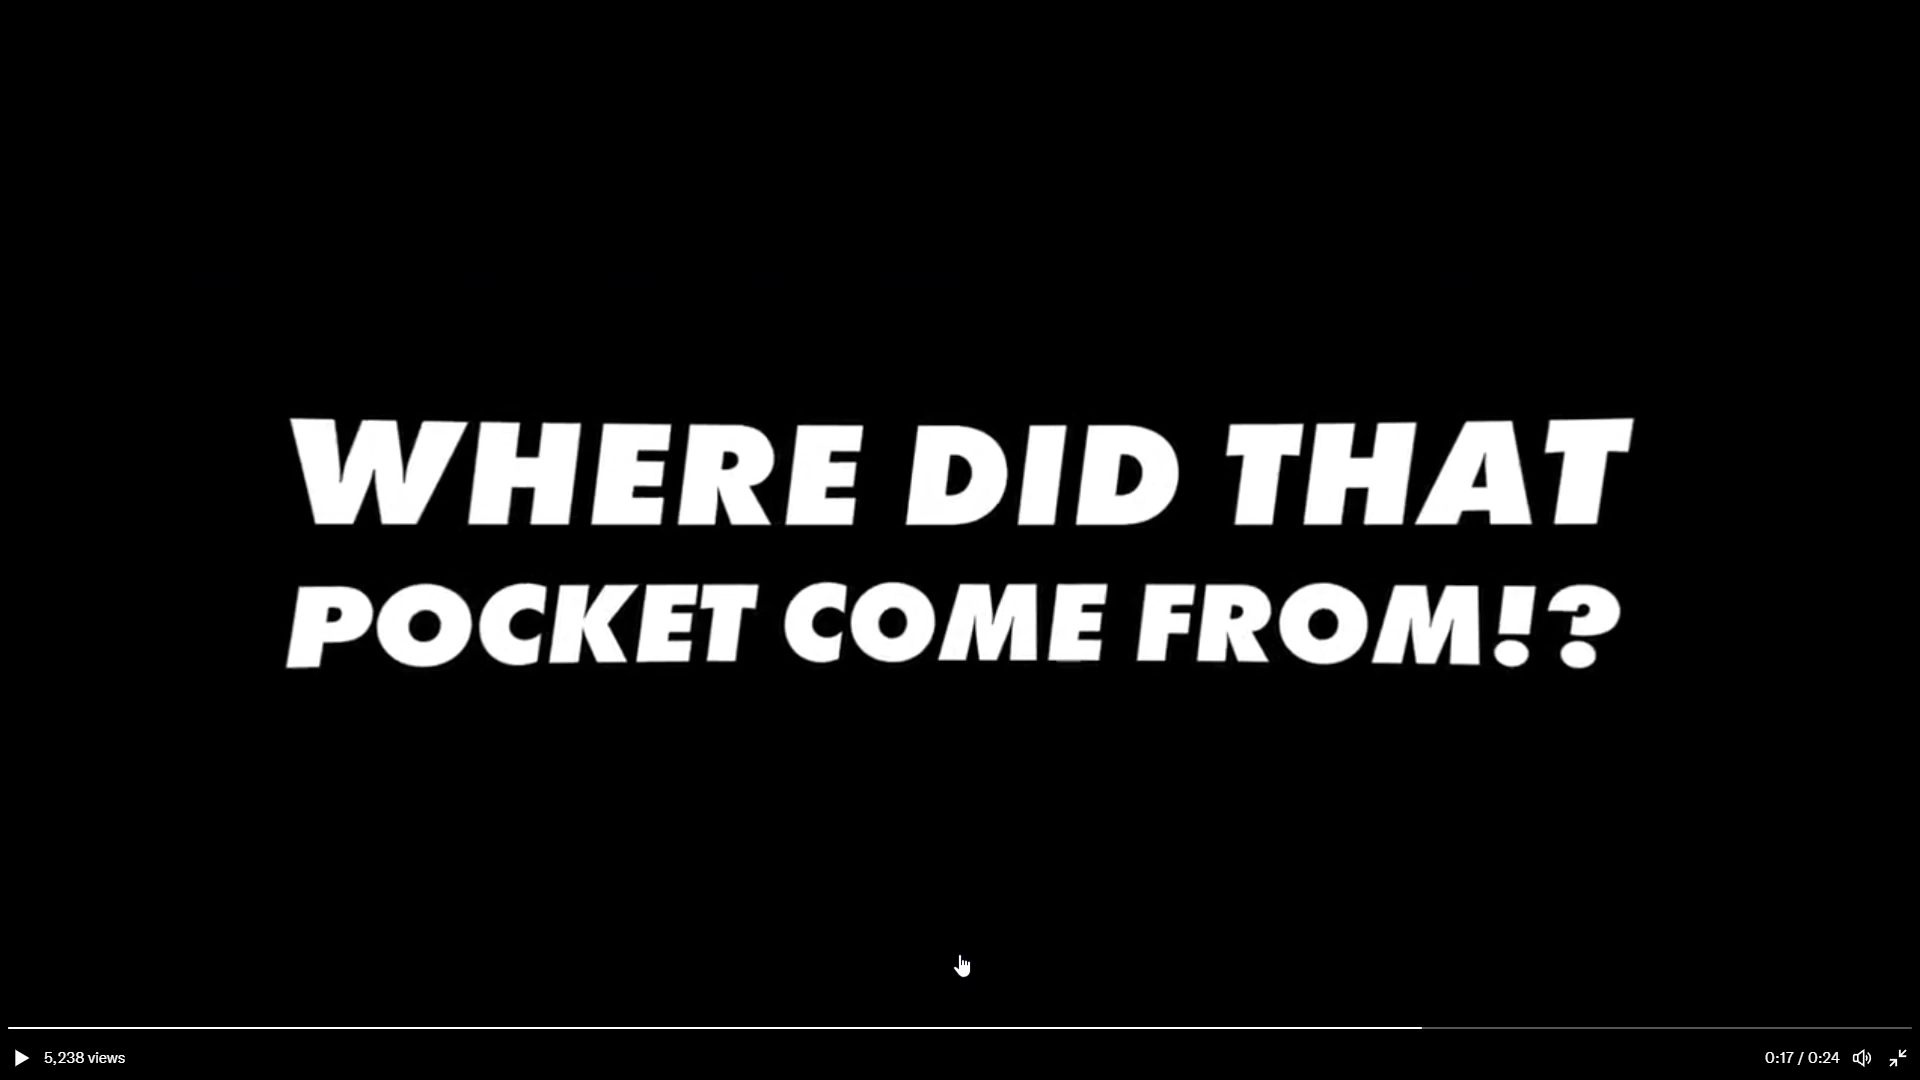 WHERE DID THAT
POCKET COME FROM!?
5,238 views
0:17 / 0:24